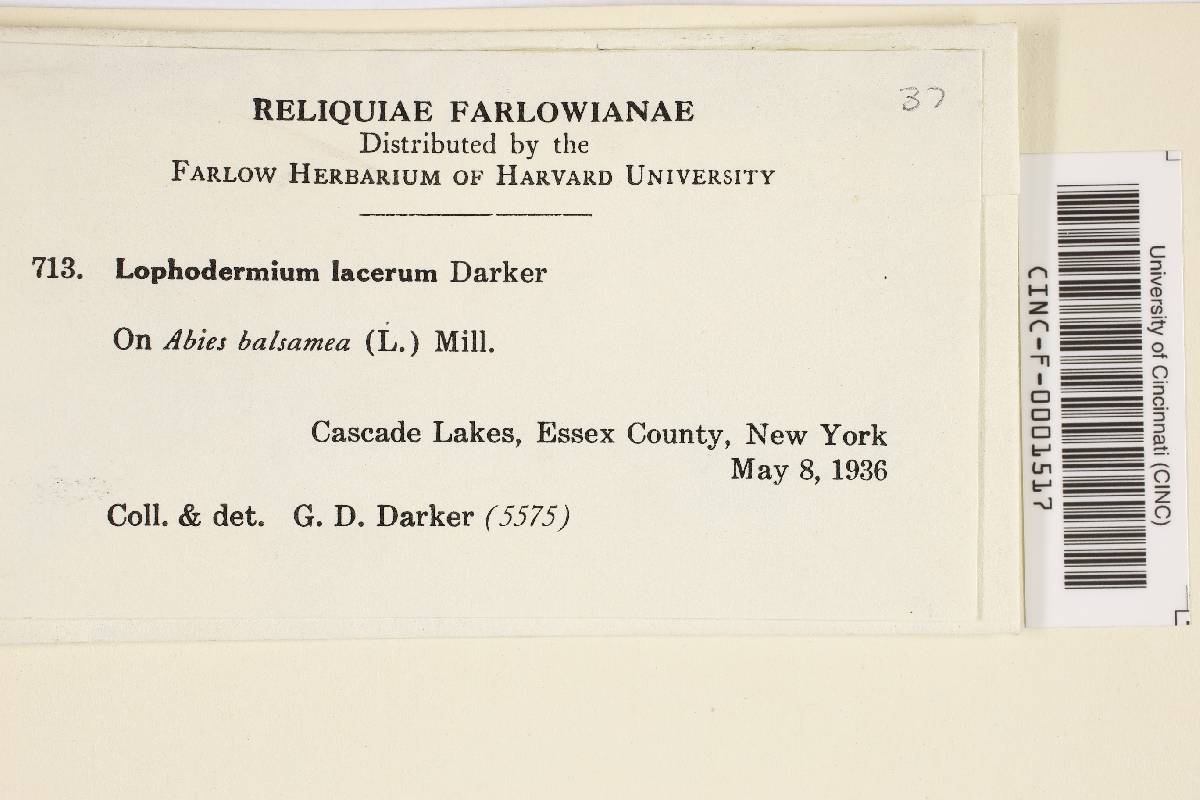 37
RELIQUIAE FARLOWIANAE
Distributed by the
FARLOW HERBARIUM OF HARVARD UNIVERSITY
713. Lophodermium lacerum Darker
On Abies balsamea (L.) Mill.
Cascade Lakes, Essex County, New York
May 8, 1936
Coll. & det. G. D. Darker (5575)
University of Cincinnati (CINC)
CINC-F-0001517